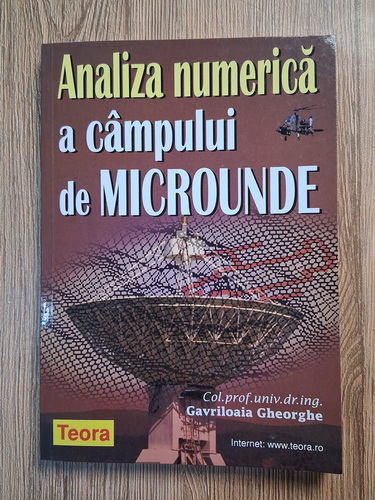 Analiza numerică
a câmpului
de MICROUNDE
Col.prof.univ.dr.ing.
Gavriloaia Gheorghe
Teora
Internet: www.teora.ro